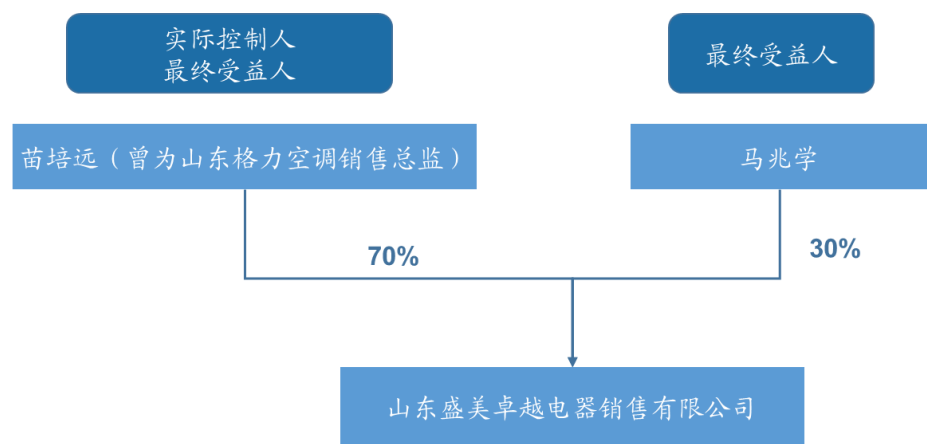 实际控制人
最终受益人
最终受益人
苗培远（曾为山东格力空调销售总监）
马兆学
70%
30%
山东盛美卓越电器销售有限公司